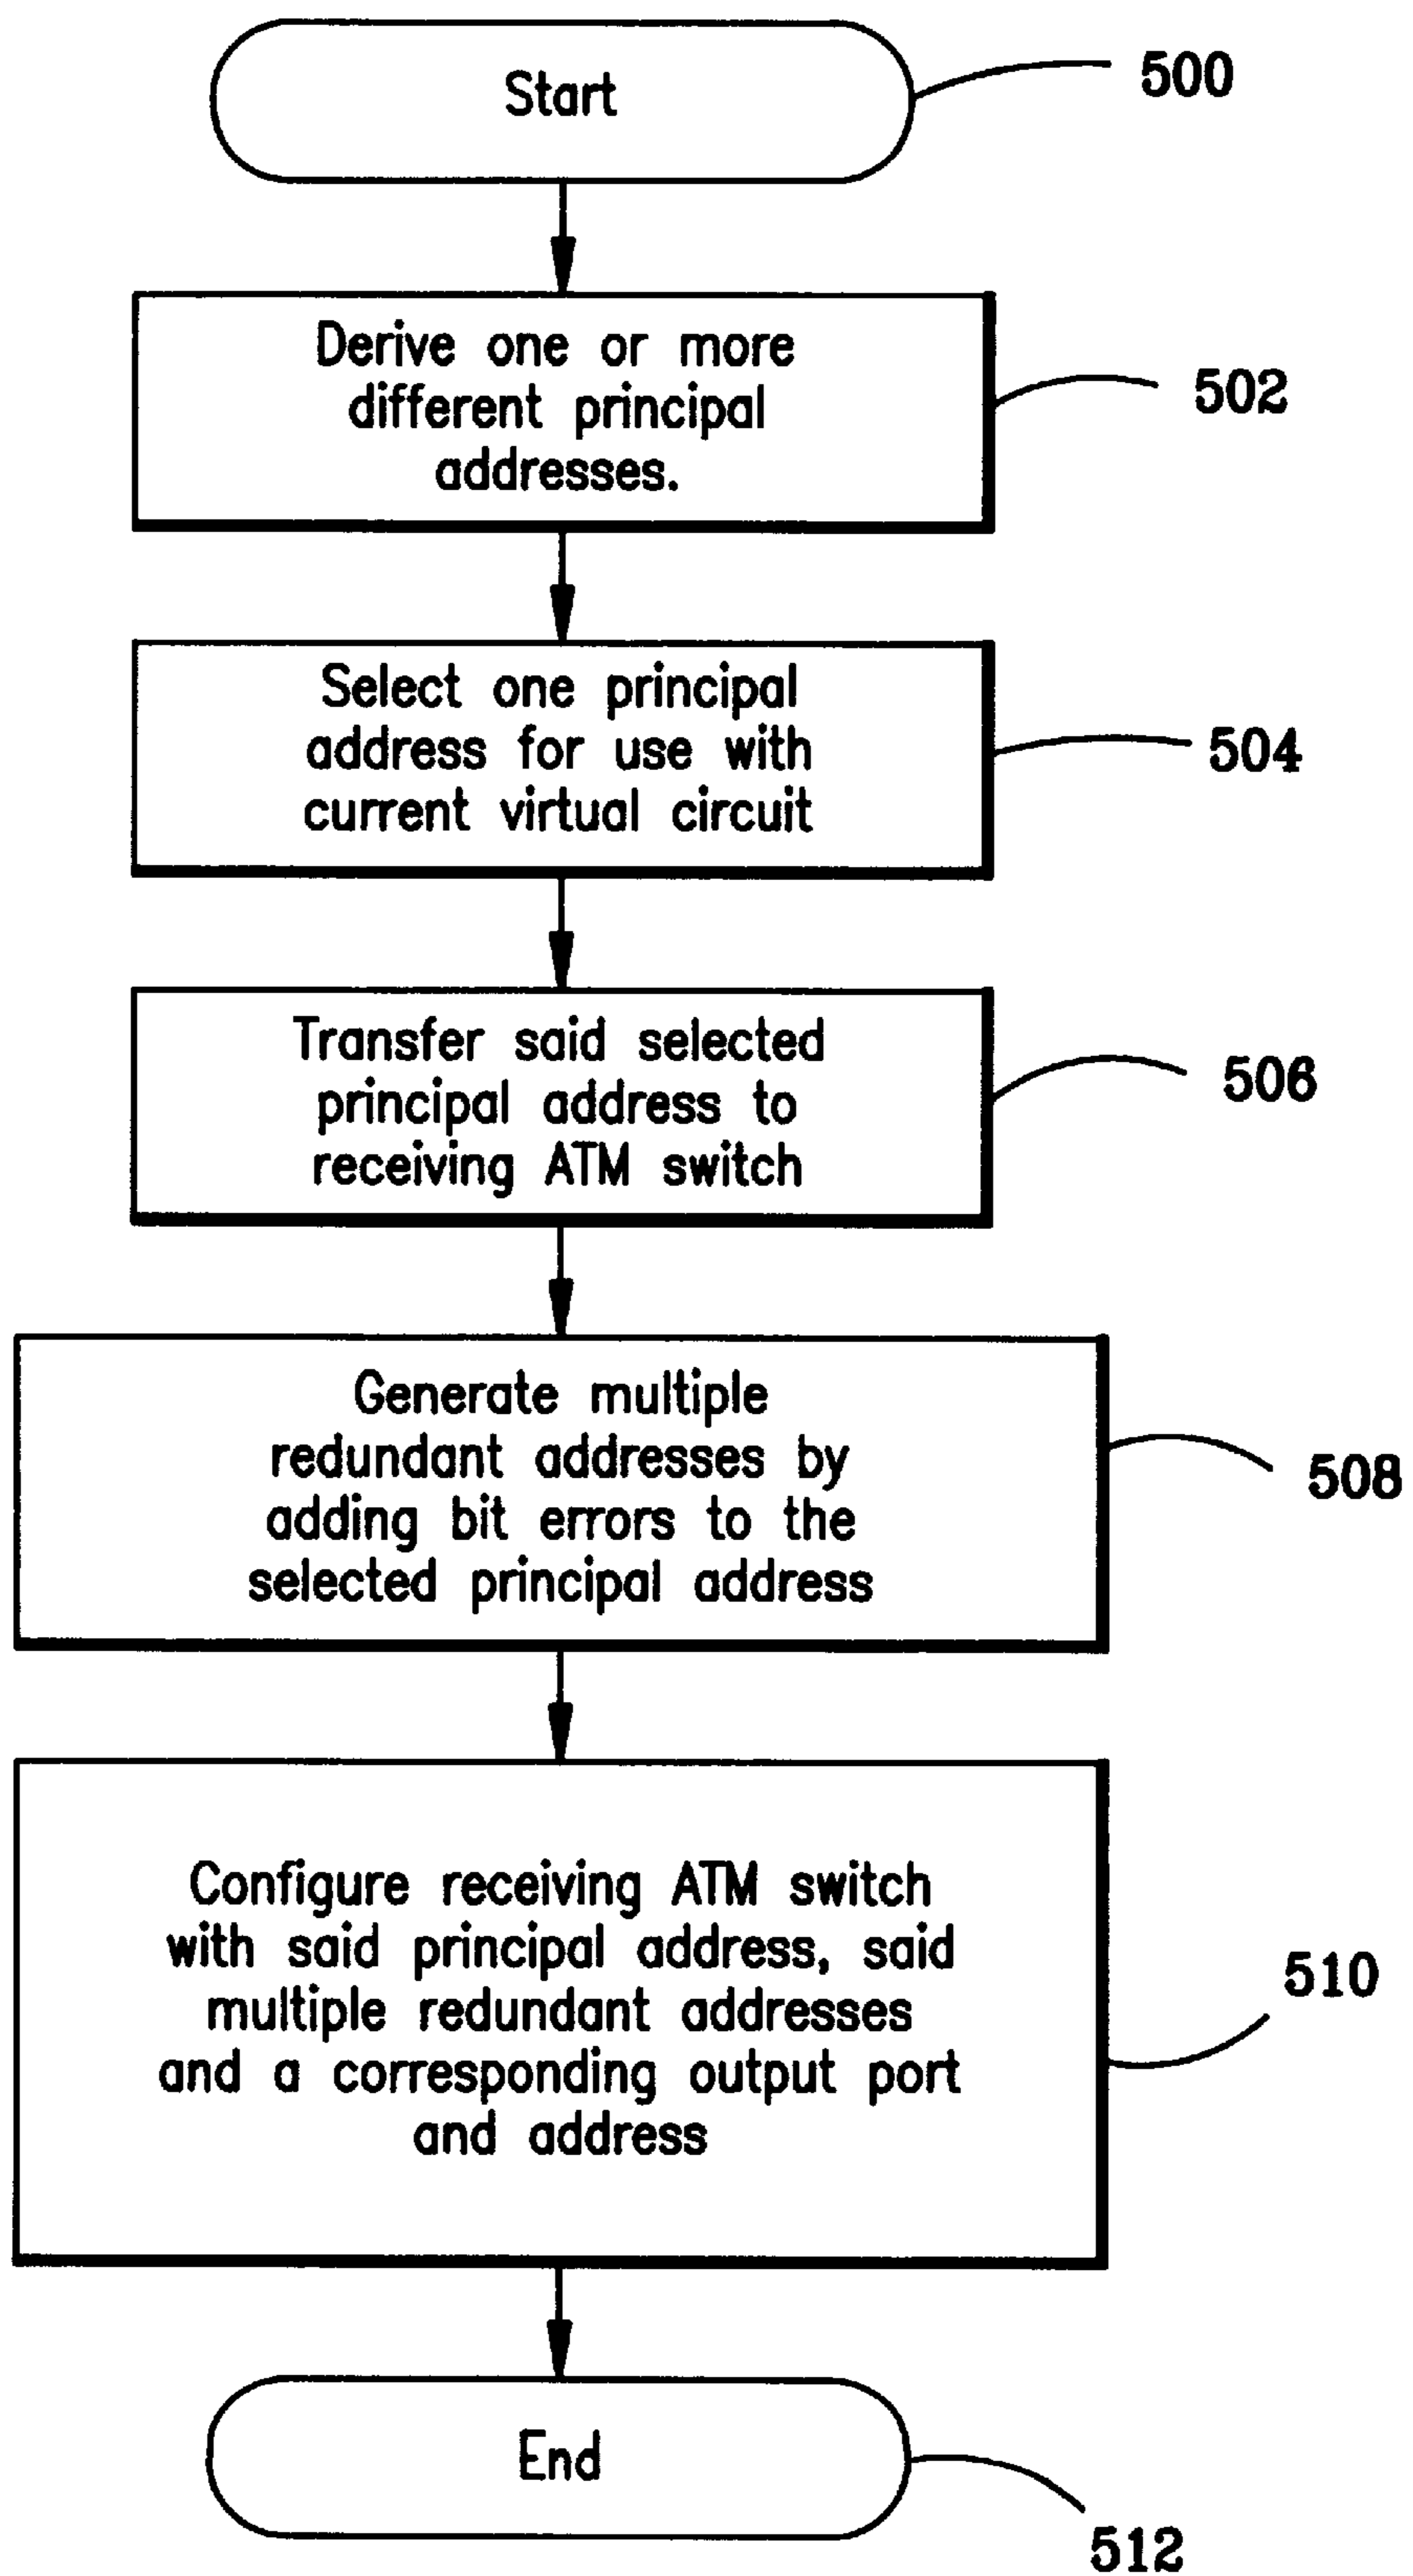 Start
500
Derive one or more
different principal
addresses.
502
Select one principal
address for use with
current virtual circuit
504
Transfer said selected
principal address to
receiving ATM switch
506
Generate multiple
redundant addresses by
adding bit errors to the
selected principal address
508
Configure receiving ATM switch
with said principal address, said
multiple redundant addresses
and a corresponding output port
and address
510
End
512